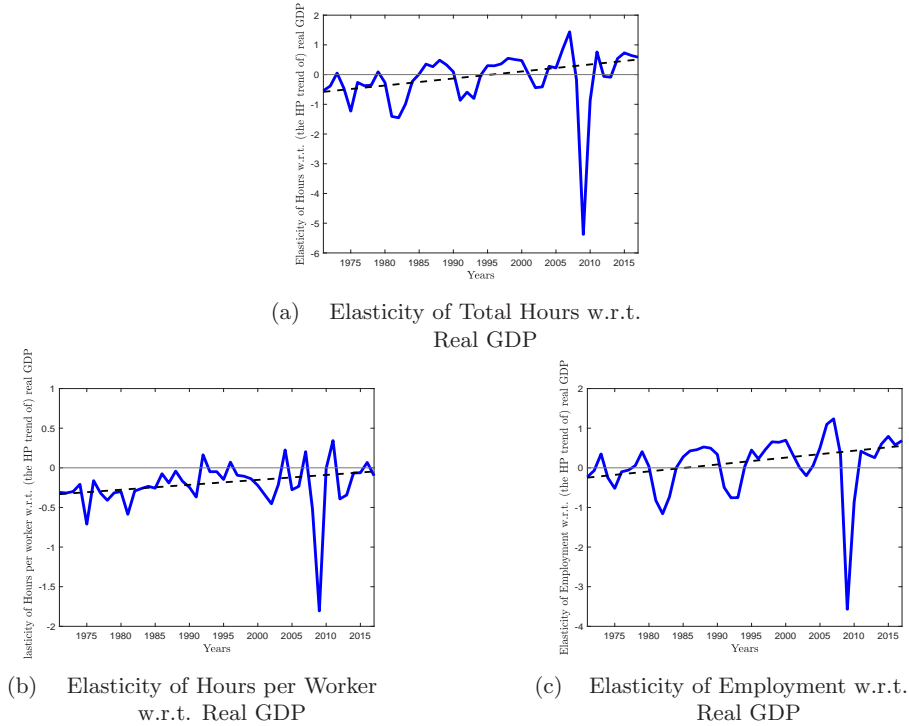 Elasticity of Hours w.r.t. (the HP trend of) real GDP
2
1
0
-1
-2
-3
-4
-5
-6
1975 1980 1985 1990 1995 2000 2005 2010 2015
Years
(a) Elasticity of Total Hours w.r.t.
Real GDP
lasticity of Hours per worker w.r.t. (the HP trend of) real GDP
1
0.5
0
-0.5
-1
-1.5
-2
1975 1980 1985 1990 1995 2000 2005 2010 2015
Years
(b) Elasticity of Hours per Worker
w.r.t. Real GDP
Elasticity of Employment w.r.t. (the HP trend of) real GDP
2
1
0
-1
-2
-3
-4
1975 1980 1985 1990 1995 2000 2005 2010 2015
Years
(c) Elasticity of Employment w.r.t.
Real GDP